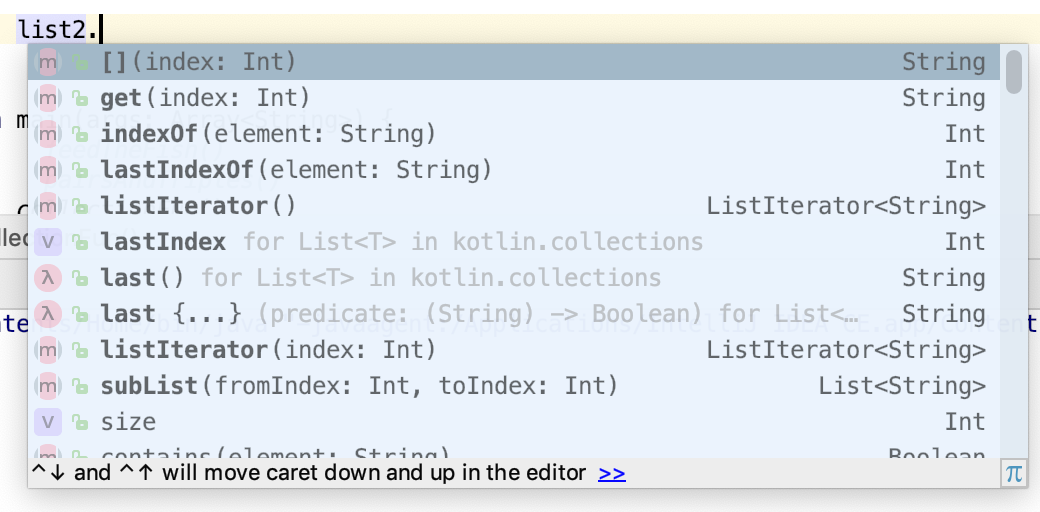 list2.
[](index: Int) String
get(index: Int) String
indexOf(element: String) Int
lastIndexOf(element: String) Int
listIterator() ListIterator<String>
lastIndex for List<T> in kotlin.collections Int
last() for List<T> in kotlin.collections String
last {...} (predicate: (String) -> Boolean) for List<… String
listIterator(index: Int) ListIterator<String>
subList(fromIndex: Int, toIndex: Int) List<String>
size Int
contains(element: String) Boolean
^↓ and ^↑ will move caret down and up in the editor >>
π